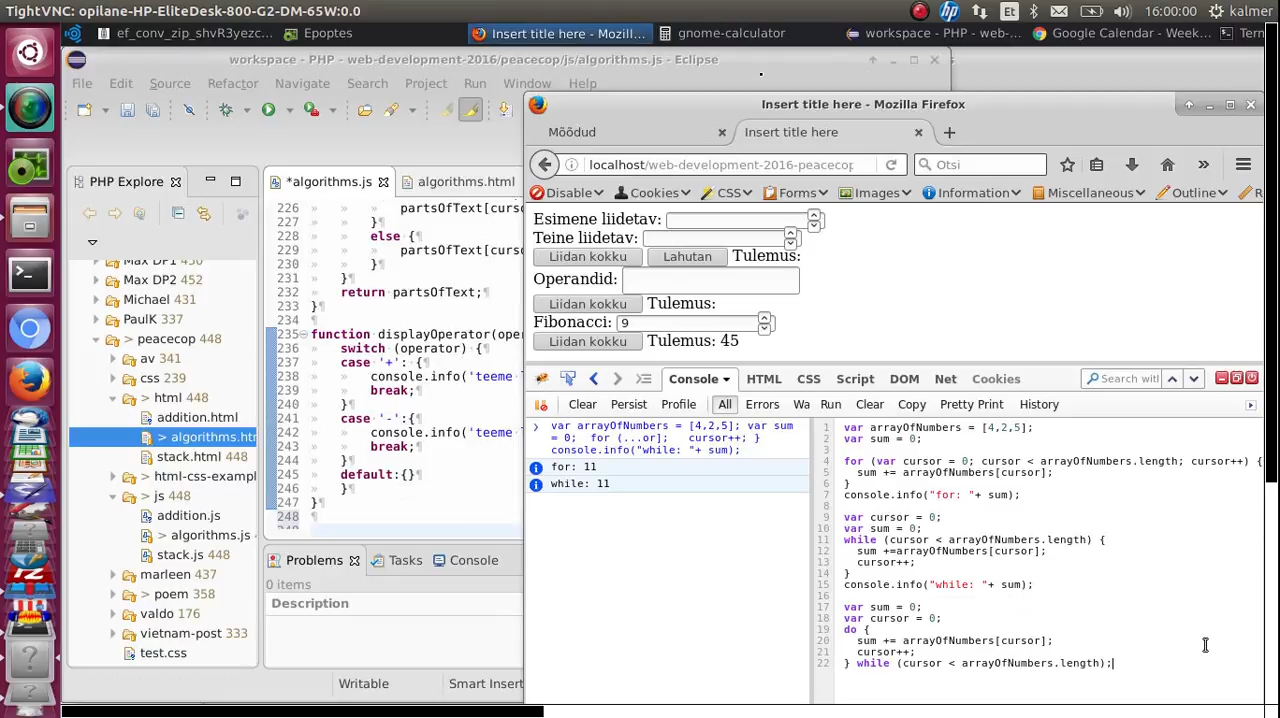 TightVNC: opilane-HP-EliteDesk-800-G2-DM-65W:0.0
Et
16:00:00
kalmer
ef_conv_zip_shvR3yezc...
Epoptes
Insert title here - Mozill...
gnome-calculator
workspace - PHP - web-...
Google Calendar - Week...
Tern
workspace - PHP - web-development-2016/peacecop/js/algorithms.js - Eclipse
File Edit Source Refactor Navigate Search Project Run Window Help
PHP Explore
Max DP1 450
Max DP2 452
Michael 431
PaulK 337
peacecop 448
av 341
css 239
> html 448
addition.html
> algorithms.ht
stack.html 448
> html-css-exampl
> js 448
addition.js
> algorithms.js
stack.js 448
marleen 437
> poem 358
valdo 176
vietnam-post 333
test.css
*algorithms.js
algorithms.html
226 partsOfText[curso
227 }¶
228 else {¶
229 partsOfText[curso
230 }¶
231 }¶
232 return partsOfText;¶
233 }¶
234 ¶
235 function displayOperator(oper
236 switch (operator) {¶
237 case '+': {¶
238 console.info('teeme
239 break;¶
240 }¶
241 case '-':{¶
242 console.info('teeme
243 break;¶
244 }¶
245 default:{}¶
246 }¶
247 }¶
248 ¶
Problems Tasks Console
0 items
Description
Writable
Smart Insert
Insert title here - Mozilla Firefox
Mõõdud
Insert title here
localhost/web-development-2016-peacecop
Otsi
Disable Cookies CSS Forms Images Information Miscellaneous Outline
Esimene liidetav:
Teine liidetav:
Liidan kokku Lahutan Tulemus:
Operandid:
Liidan kokku Tulemus:
Fibonacci: 9
Liidan kokku Tulemus: 45
Console HTML CSS Script DOM Net Cookies
Search witl
Clear Persist Profile All Errors Wa Run Clear Copy Pretty Print History
var arrayOfNumbers = [4,2,5]; var sum
= 0; for (...or]; cursor++; }
console.info("while: "+ sum);
for: 11
while: 11
1 var arrayOfNumbers = [4,2,5];
2 var sum = 0;
3
4 for (var cursor = 0; cursor < arrayOfNumbers.length; cursor++) {
5 sum += arrayOfNumbers[cursor];
6 }
7 console.info("for: "+ sum);
8
9 var cursor = 0;
10 var sum = 0;
11 while (cursor < arrayOfNumbers.length) {
12 sum +=arrayOfNumbers[cursor];
13 cursor++;
14 }
15 console.info("while: "+ sum);
16
17 var sum = 0;
18 var cursor = 0;
19 do {
20 sum += arrayOfNumbers[cursor];
21 cursor++;
22 } while (cursor < arrayOfNumbers.length);